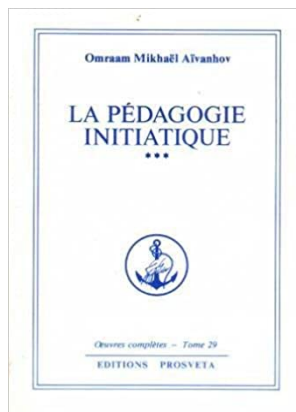 Omraam Mikhaël Aïvanhov
LA PÉDAGOGIE
INITIATIQUE
Œuvres complètes – Tome 29
EDITIONS PROSVETA